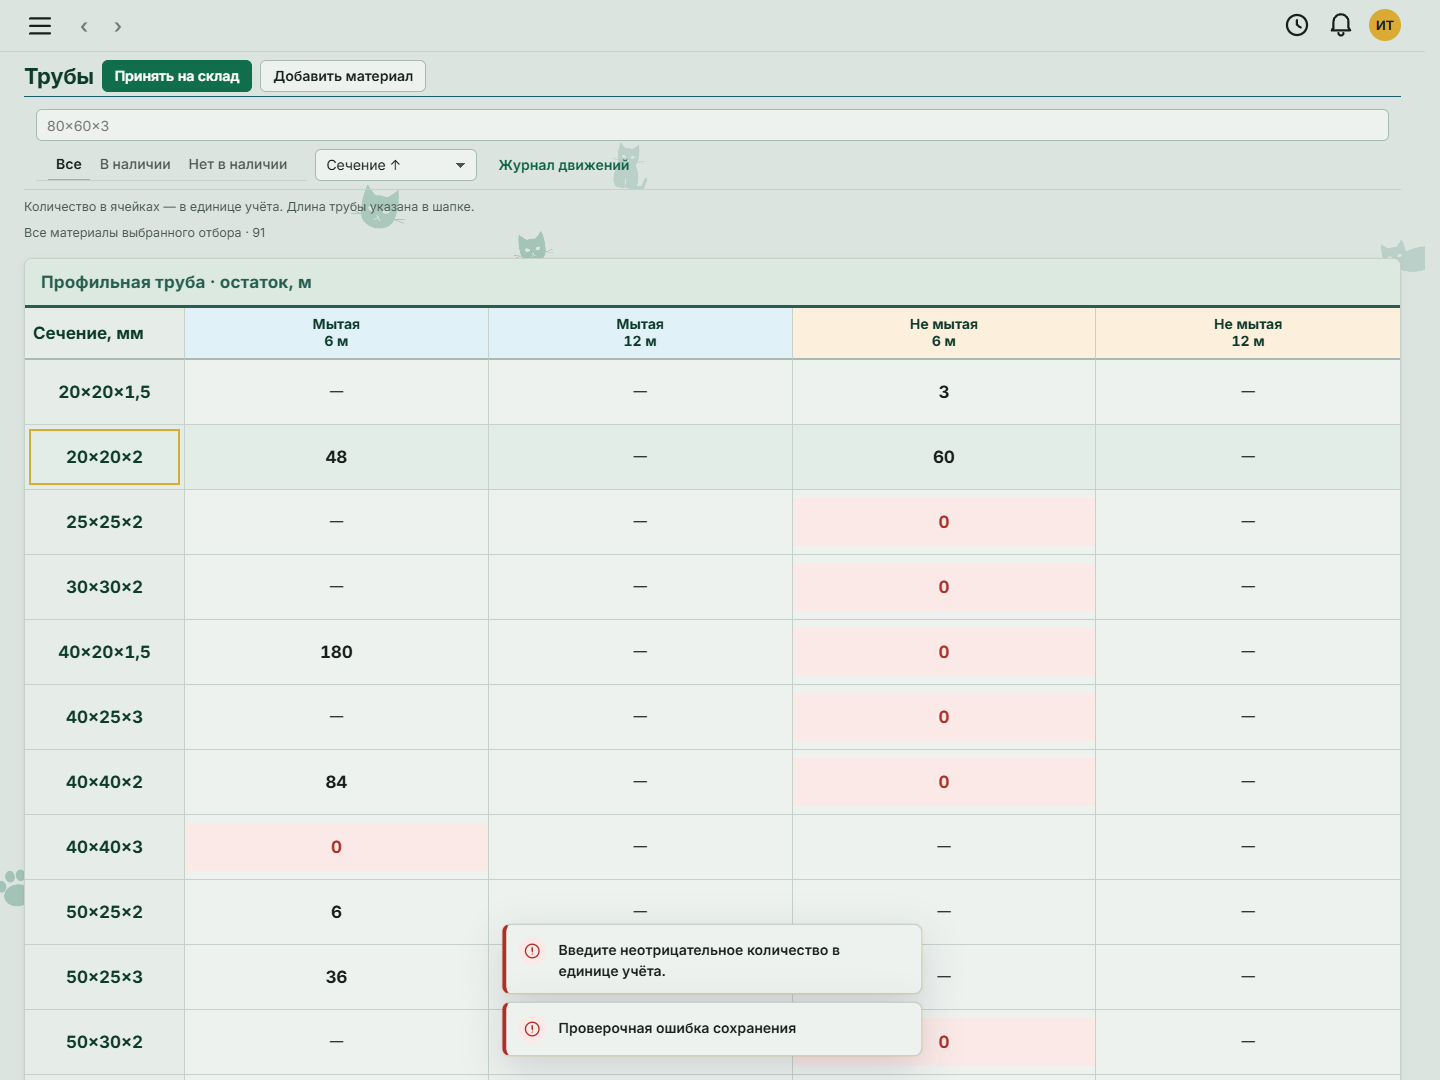 ‹ ›
ИТ
Трубы Принять на склад Добавить материал
80×60×3
Все В наличии Нет в наличии Сечение ↑ Журнал движений
Количество в ячейках — в единице учёта. Длина трубы указана в шапке.
Все материалы выбранного отбора · 91
Профильная труба · остаток, м
Сечение, мм Мытая 6 м Мытая 12 м Не мытая 6 м Не мытая 12 м
20×20×1,5 — — 3 —
20×20×2 48 — 60 —
25×25×2 — — 0 —
30×30×2 — — 0 —
40×20×1,5 180 — 0 —
40×25×3 — — 0 —
40×40×2 84 — 0 —
40×40×3 0 — — —
50×25×2 6 — — —
50×25×3 36 — —
50×30×2 — 0 —
Введите неотрицательное количество в
единице учёта.
Проверочная ошибка сохранения